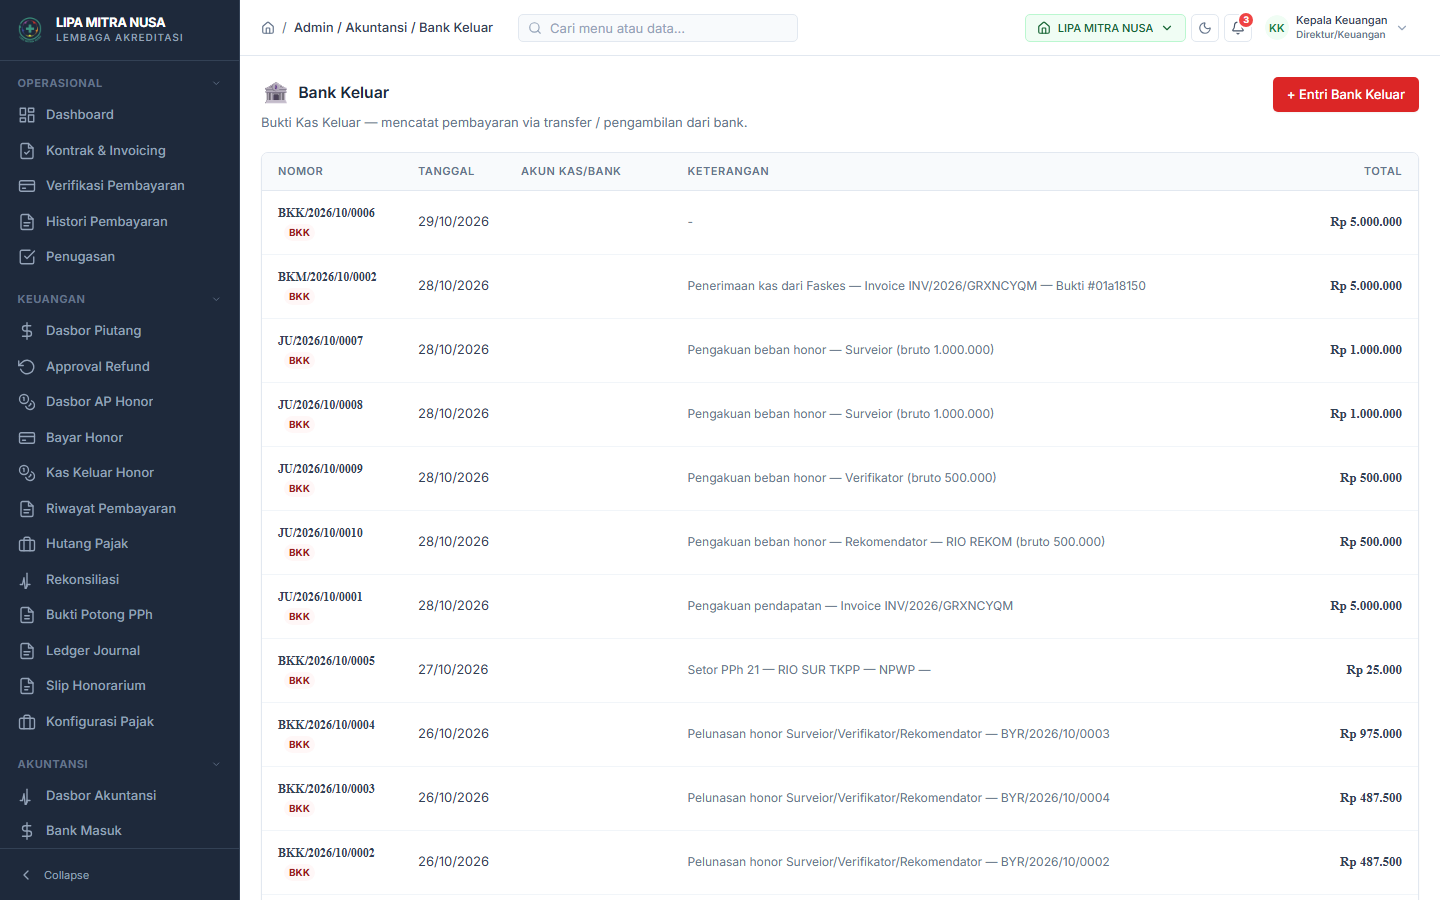 LIPA MITRA NUSA
LEMBAGA AKREDITASI
OPERASIONAL
Dashboard
Kontrak & Invoicing
Verifikasi Pembayaran
Histori Pembayaran
Penugasan
KEUANGAN
Dasbor Piutang
Approval Refund
Dasbor AP Honor
Bayar Honor
Kas Keluar Honor
Riwayat Pembayaran
Hutang Pajak
Rekonsiliasi
Bukti Potong PPh
Ledger Journal
Slip Honorarium
Konfigurasi Pajak
AKUNTANSI
Dasbor Akuntansi
Bank Masuk
Collapse
/ Admin / Akuntansi / Bank Keluar
Cari menu atau data...
LIPA MITRA NUSA
3
KK
Kepala Keuangan
Direktur/Keuangan
Bank Keluar
+ Entri Bank Keluar
Bukti Kas Keluar — mencatat pembayaran via transfer / pengambilan dari bank.
NOMOR TANGGAL AKUN KAS/BANK KETERANGAN TOTAL
BKK/2026/10/0006
BKK
29/10/2026 - Rp 5.000.000
BKM/2026/10/0002
BKK
28/10/2026 Penerimaan kas dari Faskes — Invoice INV/2026/GRXNCYQM — Bukti #01a18150 Rp 5.000.000
JU/2026/10/0007
BKK
28/10/2026 Pengakuan beban honor — Surveior (bruto 1.000.000) Rp 1.000.000
JU/2026/10/0008
BKK
28/10/2026 Pengakuan beban honor — Surveior (bruto 1.000.000) Rp 1.000.000
JU/2026/10/0009
BKK
28/10/2026 Pengakuan beban honor — Verifikator (bruto 500.000) Rp 500.000
JU/2026/10/0010
BKK
28/10/2026 Pengakuan beban honor — Rekomendator — RIO REKOM (bruto 500.000) Rp 500.000
JU/2026/10/0001
BKK
28/10/2026 Pengakuan pendapatan — Invoice INV/2026/GRXNCYQM Rp 5.000.000
BKK/2026/10/0005
BKK
27/10/2026 Setor PPh 21 — RIO SUR TKPP — NPWP — Rp 25.000
BKK/2026/10/0004
BKK
26/10/2026 Pelunasan honor Surveior/Verifikator/Rekomendator — BYR/2026/10/0003 Rp 975.000
BKK/2026/10/0003
BKK
26/10/2026 Pelunasan honor Surveior/Verifikator/Rekomendator — BYR/2026/10/0004 Rp 487.500
BKK/2026/10/0002
BKK
26/10/2026 Pelunasan honor Surveior/Verifikator/Rekomendator — BYR/2026/10/0002 Rp 487.500